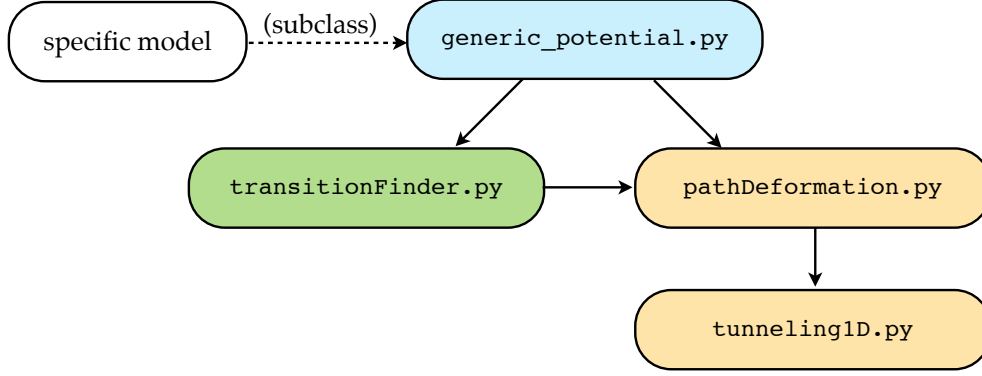 (subclass)
specific model
generic_potential.py
transitionFinder.py
pathDeformation.py
tunneling1D.py